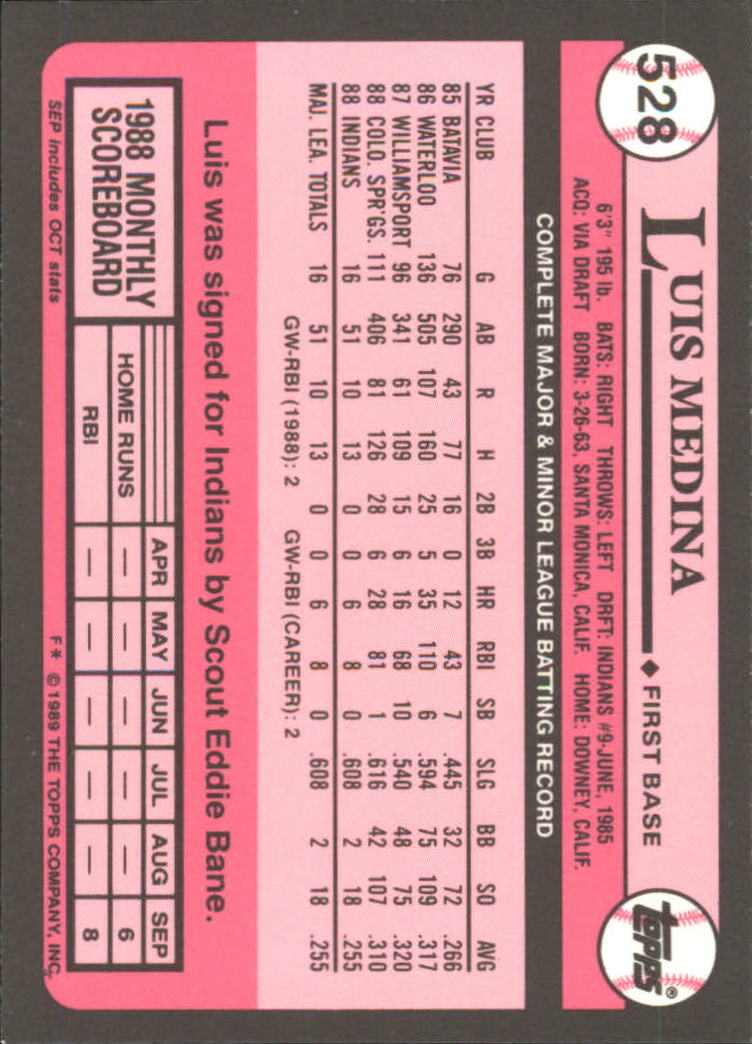 528
LUIS MEDINA ♦ FIRST BASE
topps®
6'3" 195 lb. BATS: RIGHT THROWS: LEFT DRFT: INDIANS #9-JUNE, 1985
ACQ: VIA DRAFT BORN: 3-26-63, SANTA MONICA, CALIF. HOME: DOWNEY, CALIF.
COMPLETE MAJOR & MINOR LEAGUE BATTING RECORD
YR CLUB G AB R H 2B 3B HR RBI SB SLG BB SO AVG
85 BATAVIA 76 290 43 77 16 0 12 43 7 .445 32 72 .266
86 WATERLOO 136 505 107 160 25 5 35 110 6 .594 75 109 .317
87 WILLIAMSPORT 96 341 61 109 15 6 16 68 10 .540 48 75 .320
88 COLO. SPR'GS. 111 406 81 126 28 6 28 81 1 .616 42 107 .310
88 INDIANS 16 51 10 13 0 0 6 8 0 .608 2 18 .255
MAJ. LEA. TOTALS 16 51 10 13 0 0 6 8 0 .608 2 18 .255
GW-RBI (1988): 2 GW-RBI (CAREER): 2
Luis was signed for Indians by Scout Eddie Bane.
1988 MONTHLY
SCOREBOARD
APR MAY JUN JUL AUG SEP
HOME RUNS — — — — — 6
RBI — — — — — 8
SEP includes OCT stats F* © 1989 THE TOPPS COMPANY, INC.